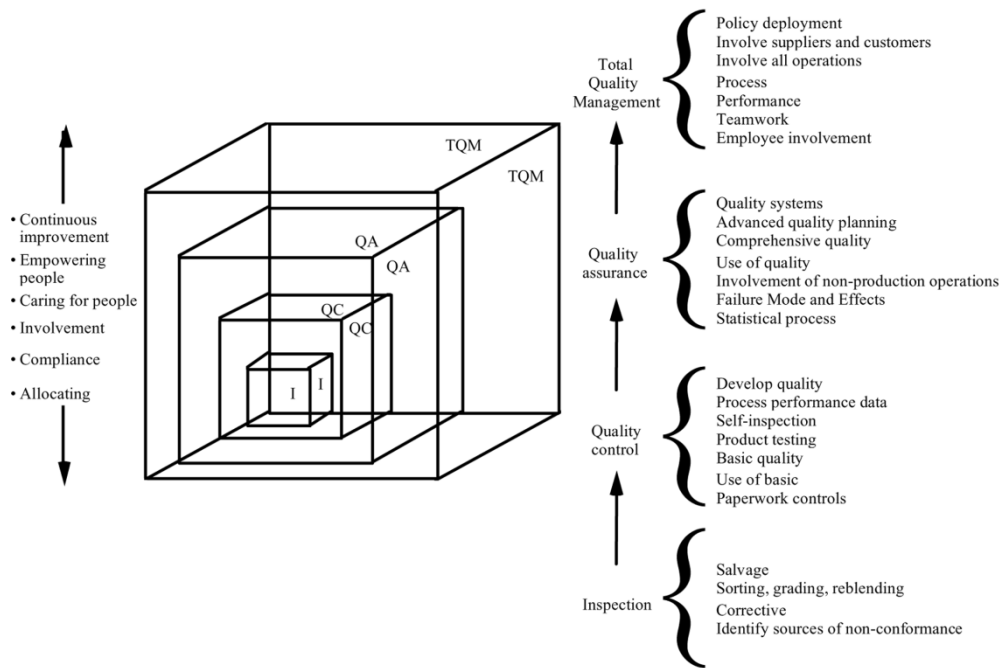 • Continuous
improvement
• Empowering
people
• Caring for people
• Involvement
• Compliance
• Allocating
TQM
TQM
QA
QA
QC
QC
I
I
Total
Quality
Management
Policy deployment
Involve suppliers and customers
Involve all operations
Process
Performance
Teamwork
Employee involvement
Quality
assurance
Quality systems
Advanced quality planning
Comprehensive quality
Use of quality
Involvement of non-production operations
Failure Mode and Effects
Statistical process
Quality
control
Develop quality
Process performance data
Self-inspection
Product testing
Basic quality
Use of basic
Paperwork controls
Inspection
Salvage
Sorting, grading, reblending
Corrective
Identify sources of non-conformance